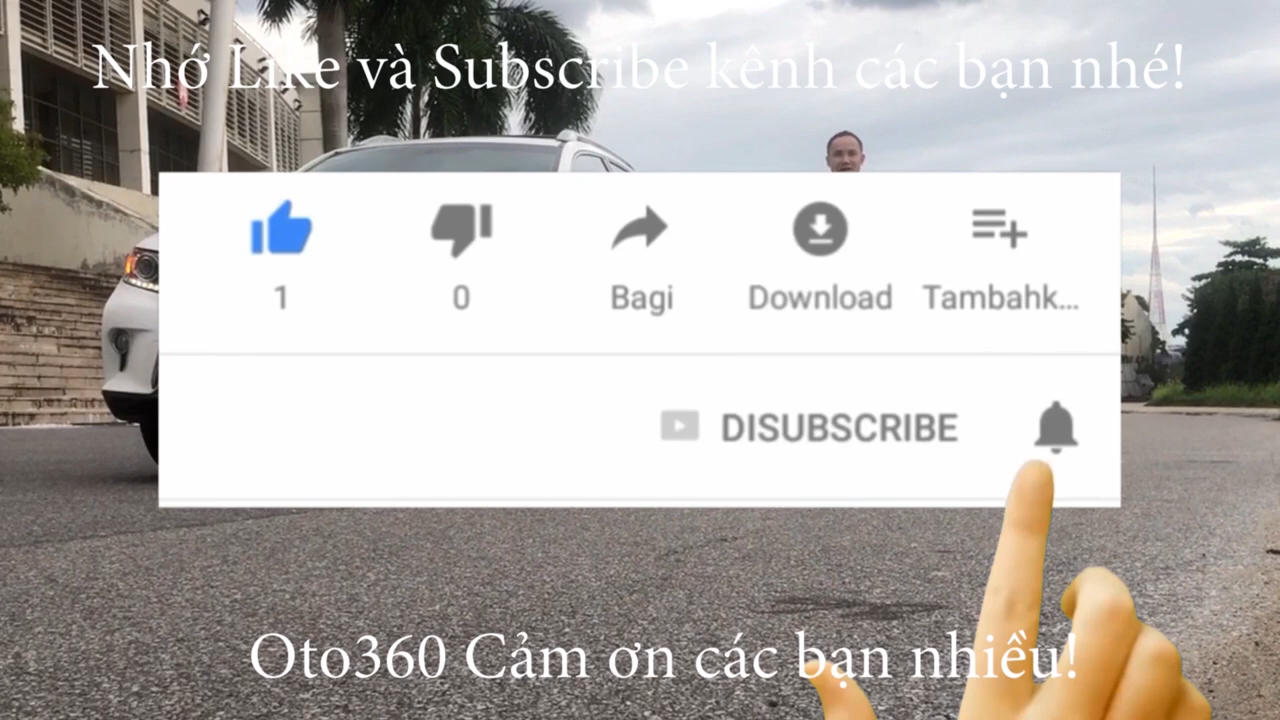 Nhớ Like và Subscribe kênh các bạn nhé!
1 0 Bagi Download Tambahk...
DISUBSCRIBE
Oto360 Cảm ơn các bạn nhiều!